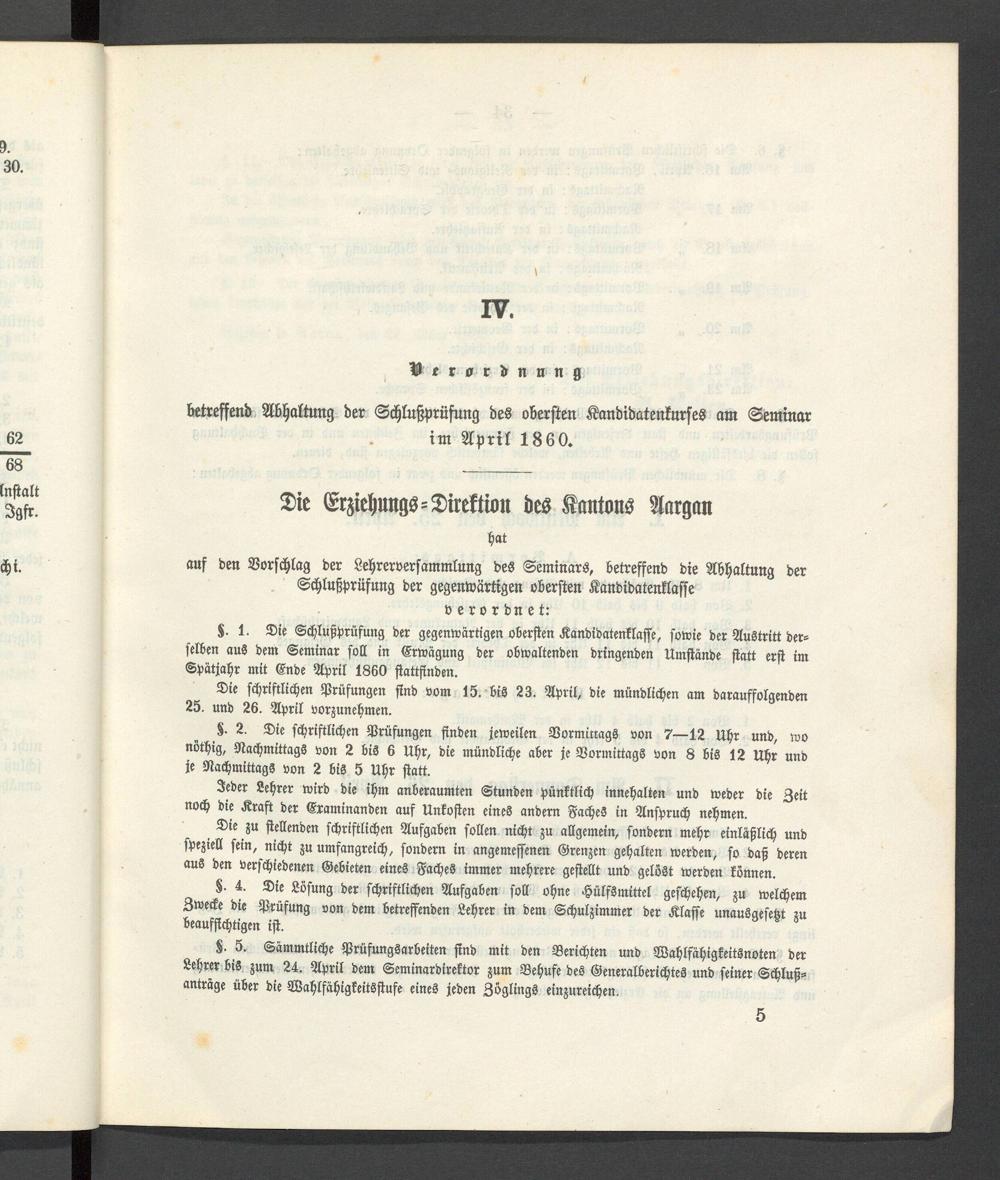 9.
30.
62
68
nstalt
Igfr.
chi.
IV.
Verordnung
betreffend Abhaltung der Schlußprüfung des obersten Kandidatenkurses am Seminar
im April 1860.
Die Erziehungs=Direktion des Kantons Aargau
hat
auf den Vorschlag der Lehrerversammlung des Seminars, betreffend die Abhaltung der
Schlußprüfung der gegenwärtigen obersten Kandidatenklasse
verordnet:
§. 1. Die Schlußprüfung der gegenwärtigen obersten Kandidatenklasse, sowie der Austritt der=
selben aus dem Seminar soll in Erwägung der obwaltenden dringenden Umstände statt erst im
Spätjahr mit Ende April 1860 stattfinden.
Die schriftlichen Prüfungen sind vom 15. bis 23. April, die mündlichen am darauffolgenden
25. und 26. April vorzunehmen.
§. 2. Die schriftlichen Prüfungen finden jeweilen Vormittags von 7—12 Uhr und, wo
nöthig, Nachmittags von 2 bis 6 Uhr, die mündliche aber je Vormittags von 8 bis 12 Uhr und
je Nachmittags von 2 bis 5 Uhr statt.
Jeder Lehrer wird die ihm anberaumten Stunden pünktlich innehalten und weder die Zeit
noch die Kraft der Examinanden auf Unkosten eines andern Faches in Anspruch nehmen.
Die zu stellenden schriftlichen Aufgaben sollen nicht zu allgemein, sondern mehr einläßlich und
speziell sein, nicht zu umfangreich, sondern in angemessenen Grenzen gehalten werden, so daß deren
aus den verschiedenen Gebieten eines Faches immer mehrere gestellt und gelöst werden können.
§. 4. Die Lösung der schriftlichen Aufgaben soll ohne Hülfsmittel geschehen, zu welchem
Zwecke die Prüfung von dem betreffenden Lehrer in dem Schulzimmer der Klasse unausgesetzt zu
beaufsichtigen ist.
§. 5. Sämmtliche Prüfungsarbeiten sind mit den Berichten und Wahlfähigkeitsnoten der
Lehrer bis zum 24. April dem Seminardirektor zum Behufe des Generalberichtes und seiner Schluß=
anträge über die Wahlfähigkeitsstufe eines jeden Zöglings einzureichen.
5